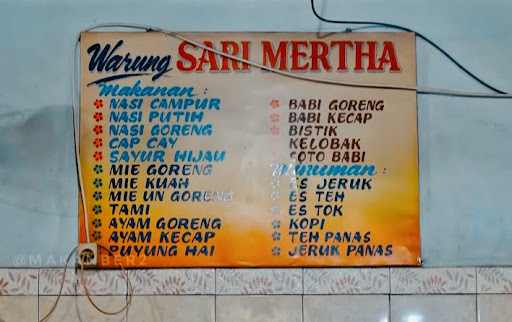 Warung SARI MERTHA
Makanan :
NASI CAMPUR
NASI PUTIH
NASI GORENG
CAP CAY
SAYUR HIJAU
MIE GORENG
MIE KUAH
MIE UN GORENG
TAMI
AYAM GORENG
AYAM KECAP
PUYUNG HAI
BABI GORENG
BABI KECAP
BISTIK
KELOBAK
SOTO BABI
Minuman :
ES JERUK
ES TEH
ES TOK
KOPI
TEH PANAS
JERUK PANAS